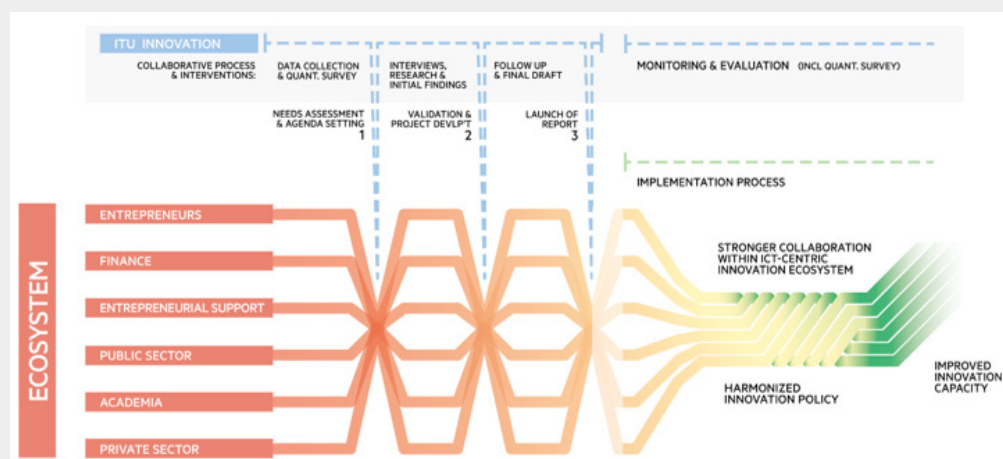 ITU INNOVATION
COLLABORATIVE PROCESS
& INTERVENTIONS:
DATA COLLECTION
& QUANT. SURVEY
INTERVIEWS,
RESEARCH &
INITIAL FINDINGS
FOLLOW UP
& FINAL DRAFT
MONITORING & EVALUATION (INCL QUANT. SURVEY)
NEEDS ASSESSMENT
& AGENDA SETTING
1
VALIDATION &
PROJECT DEVLP'T
2
LAUNCH OF
REPORT
3
IMPLEMENTATION PROCESS
ECOSYSTEM
ENTREPRENEURS
FINANCE
ENTREPRENEURIAL SUPPORT
PUBLIC SECTOR
ACADEMIA
PRIVATE SECTOR
STRONGER COLLABORATION
WITHIN ICT-CENTRIC
INNOVATION ECOSYSTEM
HARMONIZED
INNOVATION POLICY
IMPROVED
INNOVATION
CAPACITY